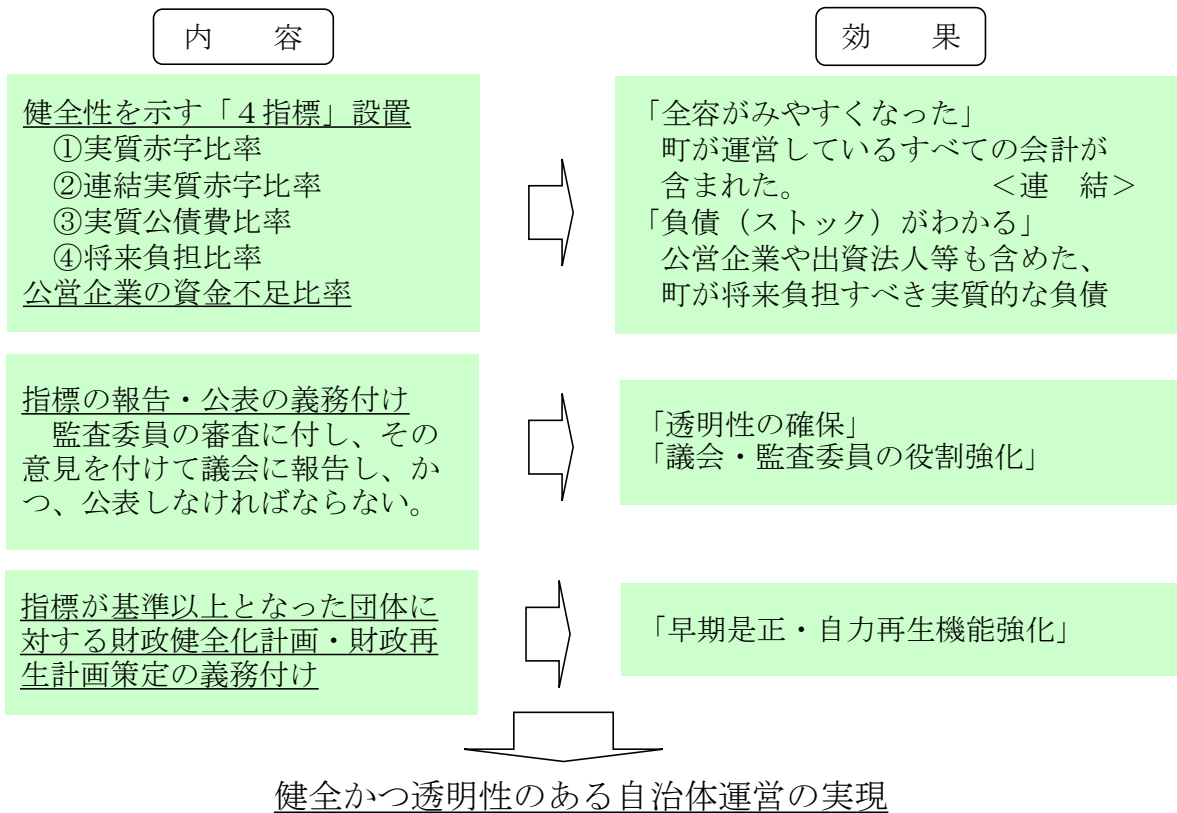 内　　容
効　　果
健全性を示す「４指標」設置
①実質赤字比率
②連結実質赤字比率
③実質公債費比率
④将来負担比率
公営企業の資金不足比率
「全容がみやすくなった」
町が運営しているすべての会計が
含まれた。　　　　　　＜連　結＞
「負債（ストック）がわかる」
公営企業や出資法人等も含めた、
町が将来負担すべき実質的な負債
指標の報告・公表の義務付け
監査委員の審査に付し、その
意見を付けて議会に報告し、か
つ、公表しなければならない。
「透明性の確保」
「議会・監査委員の役割強化」
指標が基準以上となった団体に
対する財政健全化計画・財政再
生計画策定の義務付け
「早期是正・自力再生機能強化」
健全かつ透明性のある自治体運営の実現